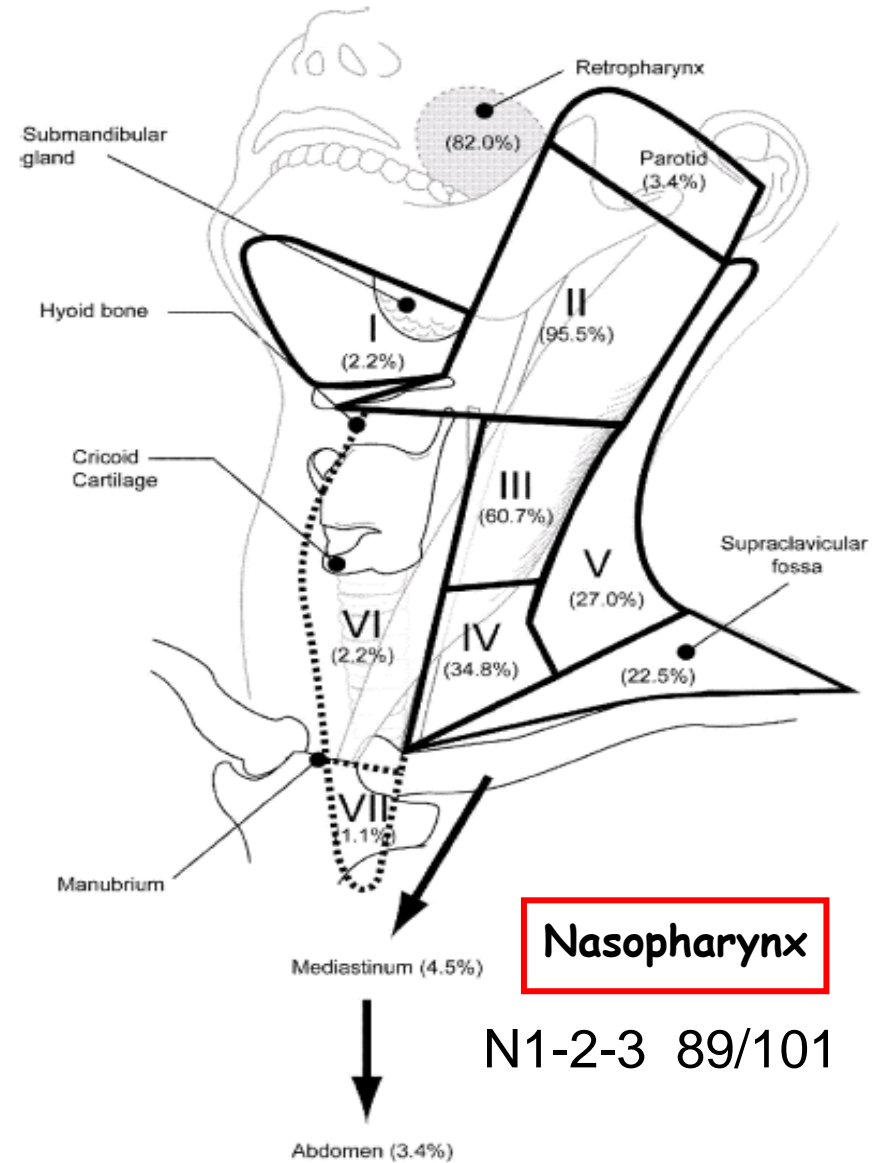 Retropharynx
(82.0%)
Submandibular
gland
Parotid
(3.4%)
Hyoid bone
I
(2.2%)
II
(95.5%)
Cricoid
Cartilage
III
(60.7%)
Supraclavicular
fossa
V
(27.0%)
VI
(2.2%)
IV
(34.8%)
(22.5%)
VII
(1.1%)
Manubrium
Mediastinum (4.5%)
Nasopharynx
N1-2-3 89/101
Abdomen (3.4%)